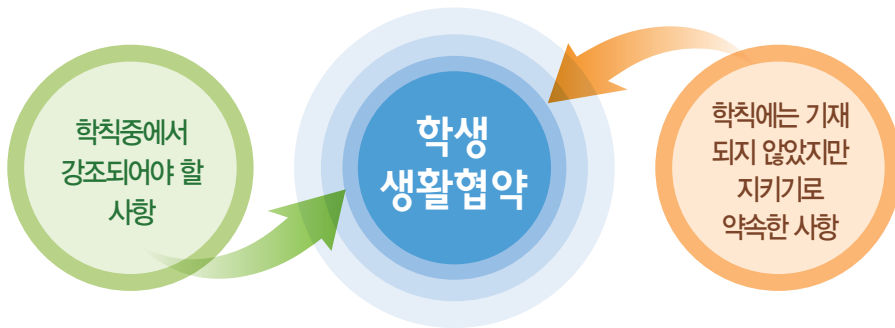 학칙중에서
강조되어야 할
사항
학생
생활협약
학칙에는 기재
되지 않았지만
지키기로
약속한 사항